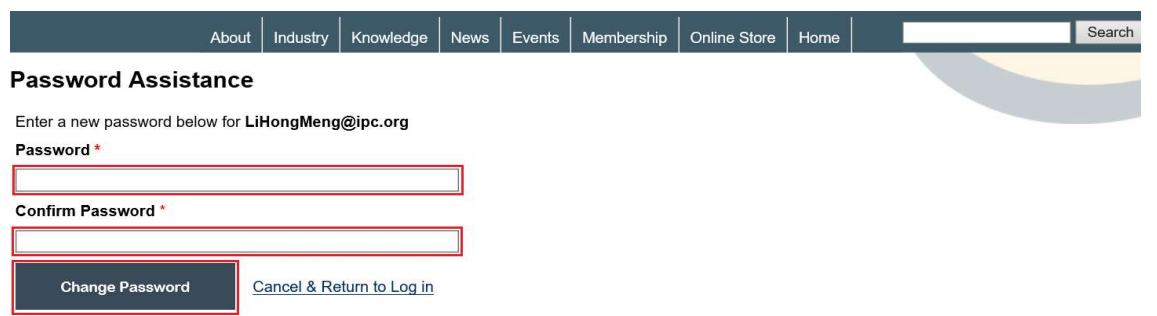 About Industry Knowledge News Events Membership Online Store Home Search
Password Assistance
Enter a new password below for LiHongMeng@ipc.org
Password *
Confirm Password *
Change Password Cancel & Return to Log in